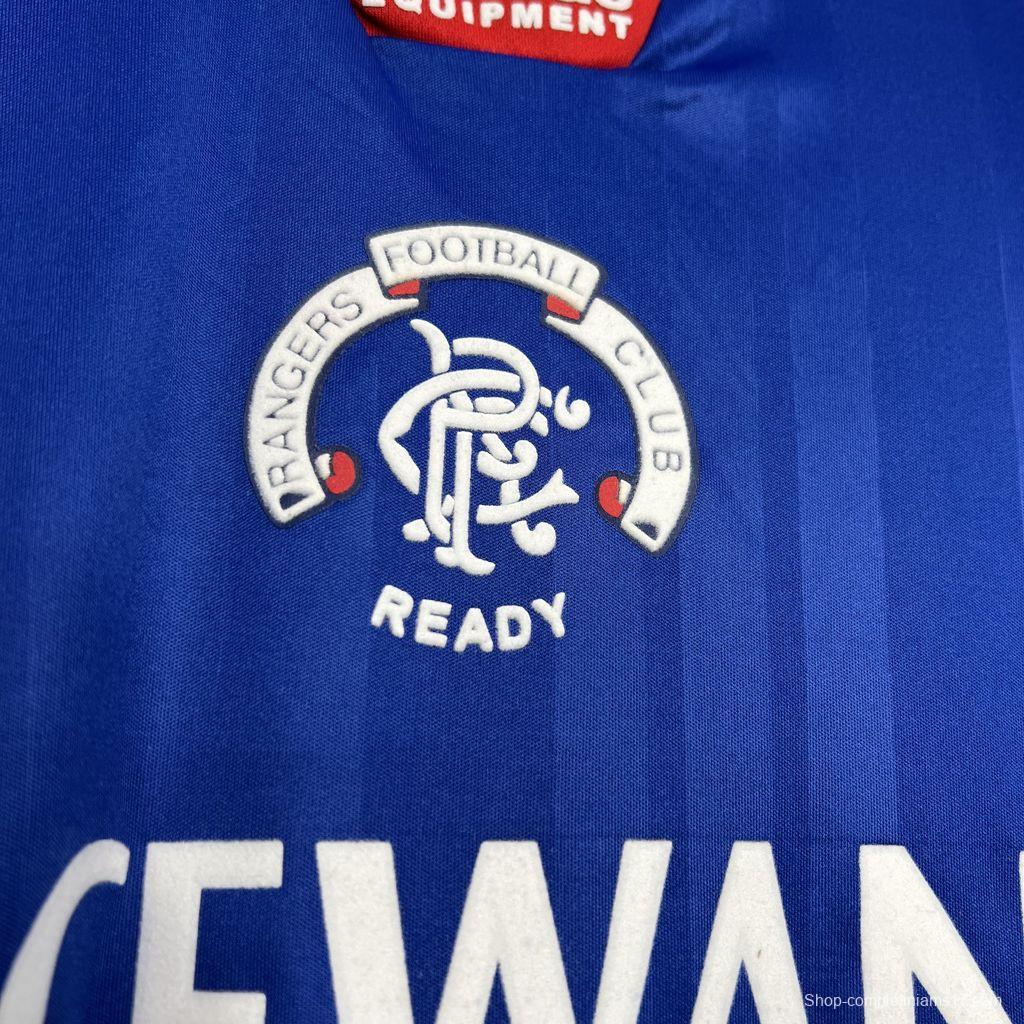 EQUIPMENT
RANGERS FOOTBALL CLUB
READY
CEWAN